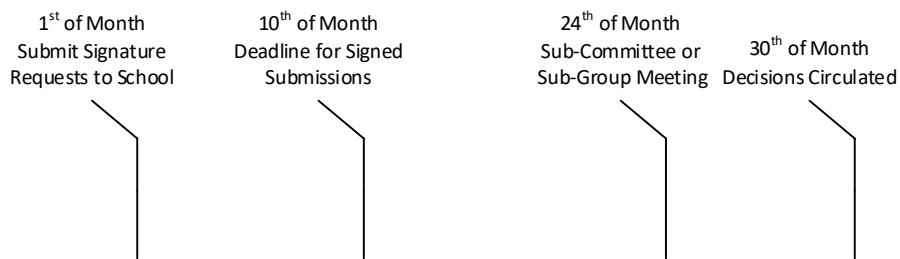 1st of Month
Submit Signature
Requests to School
10th of Month
Deadline for Signed
Submissions
24th of Month
Sub-Committee or
Sub-Group Meeting
30th of Month
Decisions Circulated